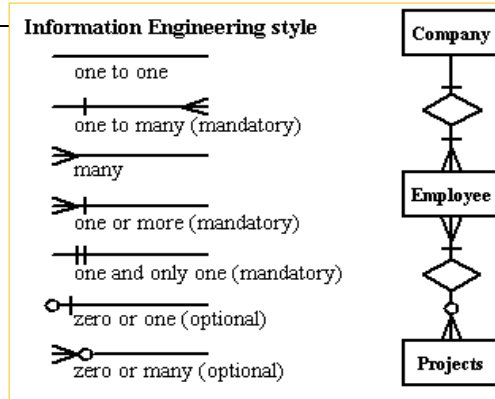 Information Engineering style
one to one
one to many (mandatory)
many
one or more (mandatory)
one and only one (mandatory)
zero or one (optional)
zero or many (optional)
Company
Employee
Projects